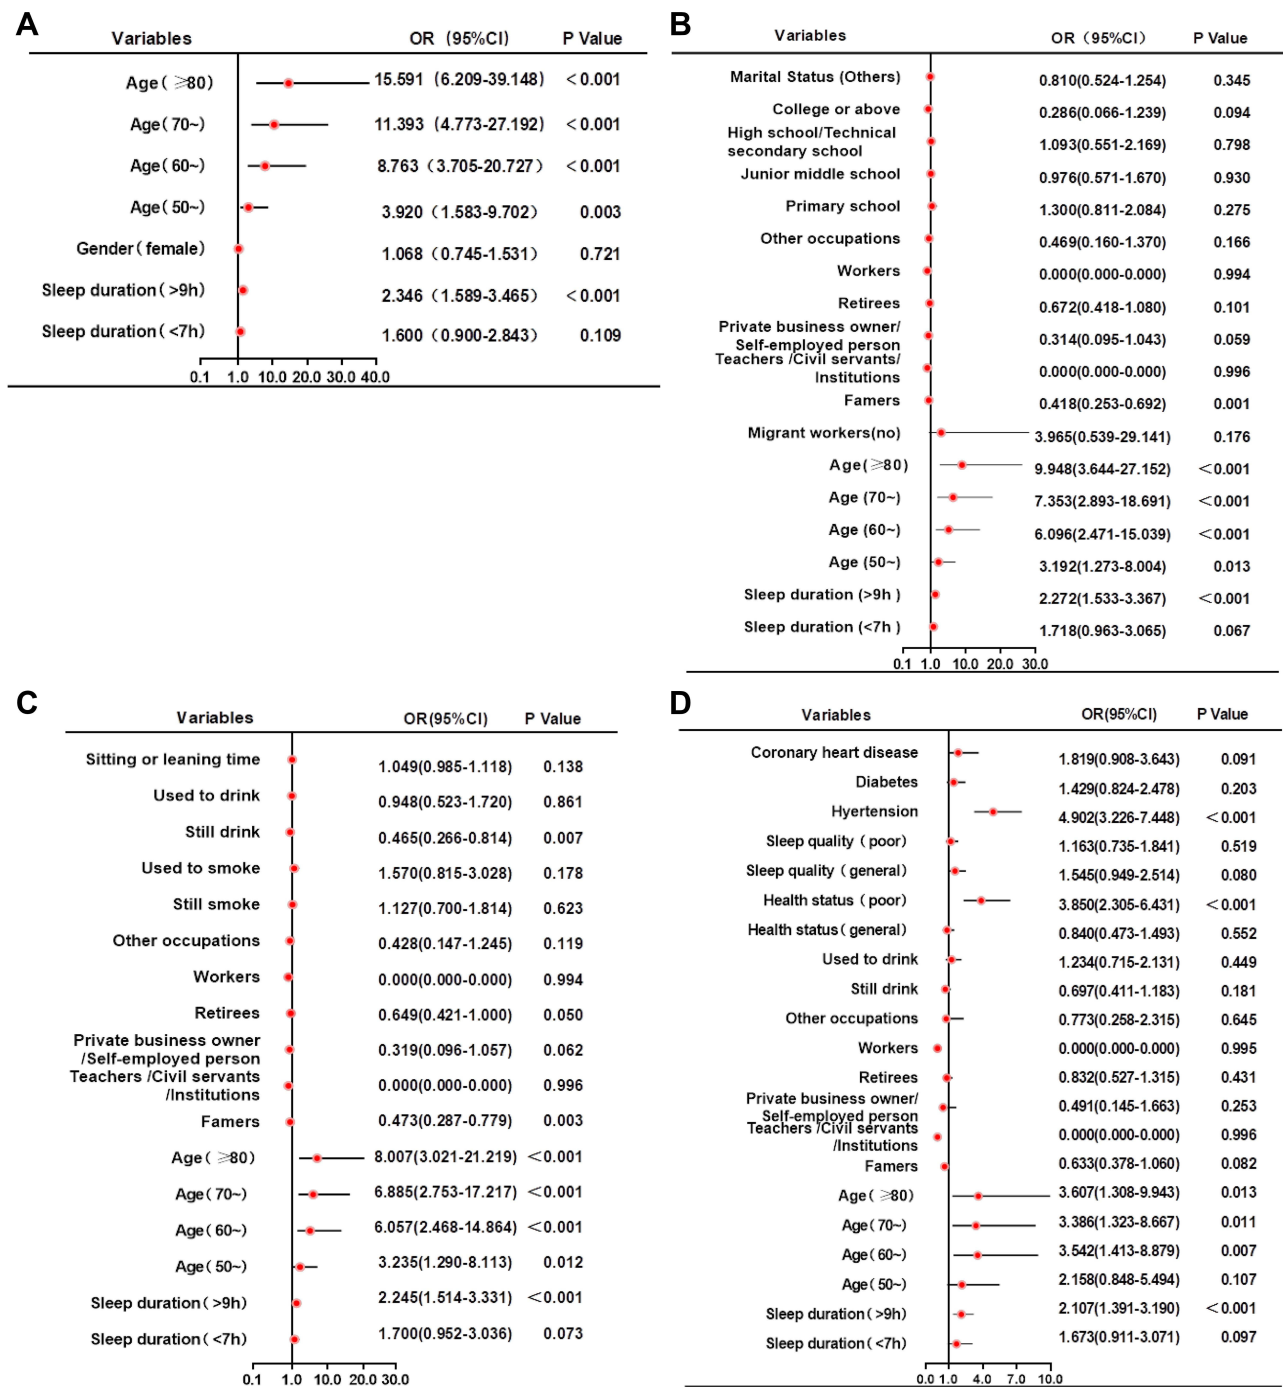 A
Variables OR (95%CI) P Value
Age( ≥80) 15.591 (6.209-39.148) <0.001
Age(70~) 11.393 (4.773-27.192) <0.001
Age(60~) 8.763 (3.705-20.727) <0.001
Age(50~) 3.920 (1.583-9.702) 0.003
Gender(female) 1.068 (0.745-1.531) 0.721
Sleep duration(>9h) 2.346 (1.589-3.465) <0.001
Sleep duration(<7h) 1.600 (0.900-2.843) 0.109
0.1 1.0 10.0 20.0 30.0 40.0
B
Variables OR (95%CI) P Value
Marital Status (Others) 0.810(0.524-1.254) 0.345
College or above 0.286(0.066-1.239) 0.094
High school/Technical
secondary school 1.093(0.551-2.169) 0.798
Junior middle school 0.976(0.571-1.670) 0.930
Primary school 1.300(0.811-2.084) 0.275
Other occupations 0.469(0.160-1.370) 0.166
Workers 0.000(0.000-0.000) 0.994
Retirees 0.672(0.418-1.080) 0.101
Private business owner/
Self-employed person 0.314(0.095-1.043) 0.059
Teachers /Civil servants/
Institutions 0.000(0.000-0.000) 0.996
Famers 0.418(0.253-0.692) 0.001
Migrant workers(no) 3.965(0.539-29.141) 0.176
Age(≥80) 9.948(3.644-27.152) <0.001
Age (70~) 7.353(2.893-18.691) <0.001
Age (60~) 6.096(2.471-15.039) <0.001
Age (50~) 3.192(1.273-8.004) 0.013
Sleep duration (>9h ) 2.272(1.533-3.367) <0.001
Sleep duration (<7h ) 1.718(0.963-3.065) 0.067
0.1 1.0 10.0 20.0 30.0
C
Variables OR(95%CI) P Value
Sitting or leaning time 1.049(0.985-1.118) 0.138
Used to drink 0.948(0.523-1.720) 0.861
Still drink 0.465(0.266-0.814) 0.007
Used to smoke 1.570(0.815-3.028) 0.178
Still smoke 1.127(0.700-1.814) 0.623
Other occupations 0.428(0.147-1.245) 0.119
Workers 0.000(0.000-0.000) 0.994
Retirees 0.649(0.421-1.000) 0.050
Private business owner
/Self-employed person 0.319(0.096-1.057) 0.062
Teachers /Civil servants
/Institutions 0.000(0.000-0.000) 0.996
Famers 0.473(0.287-0.779) 0.003
Age( ≥80) 8.007(3.021-21.219) <0.001
Age(70~) 6.885(2.753-17.217) <0.001
Age(60~) 6.057(2.468-14.864) <0.001
Age(50~) 3.235(1.290-8.113) 0.012
Sleep duration(>9h) 2.245(1.514-3.331) <0.001
Sleep duration(<7h) 1.700(0.952-3.036) 0.073
0.1 1.0 10.0 20.0 30.0
D
Variables OR(95%CI) P Value
Coronary heart disease 1.819(0.908-3.643) 0.091
Diabetes 1.429(0.824-2.478) 0.203
Hyertension 4.902(3.226-7.448) <0.001
Sleep quality (poor) 1.163(0.735-1.841) 0.519
Sleep quality (general) 1.545(0.949-2.514) 0.080
Health status (poor) 3.850(2.305-6.431) <0.001
Health status(general) 0.840(0.473-1.493) 0.552
Used to drink 1.234(0.715-2.131) 0.449
Still drink 0.697(0.411-1.183) 0.181
Other occupations 0.773(0.258-2.315) 0.645
Workers 0.000(0.000-0.000) 0.995
Retirees 0.832(0.527-1.315) 0.431
Private business owner/
Self-employed person 0.491(0.145-1.663) 0.253
Teachers /Civil servants
/Institutions 0.000(0.000-0.000) 0.996
Famers 0.633(0.378-1.060) 0.082
Age( ≥80) 3.607(1.308-9.943) 0.013
Age(70~) 3.386(1.323-8.667) 0.011
Age(60~) 3.542(1.413-8.879) 0.007
Age(50~) 2.158(0.848-5.494) 0.107
Sleep duration(>9h) 2.107(1.391-3.190) <0.001
Sleep duration(<7h) 1.673(0.911-3.071) 0.097
0.0 1.0 4.0 7.0 10.0